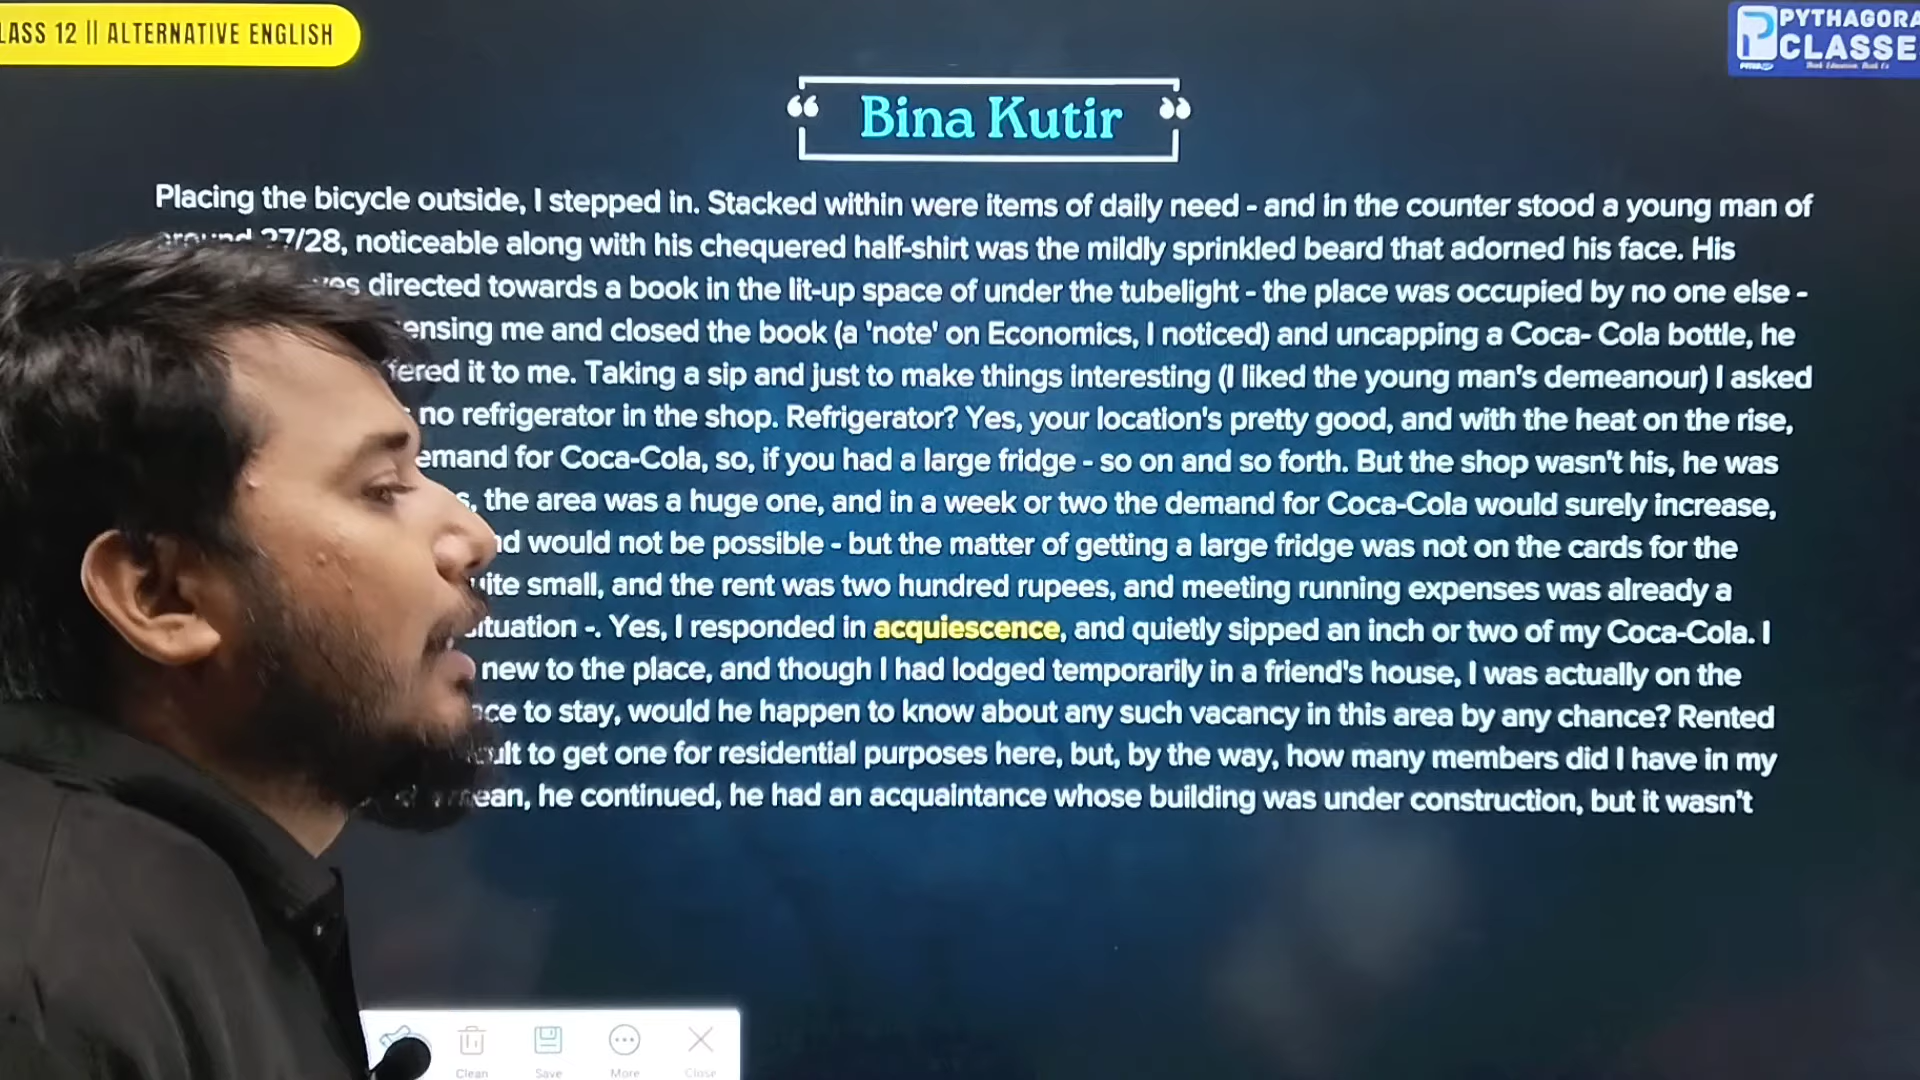 LASS 12 || ALTERNATIVE ENGLISH
PYTHAGORA
CLASSE
Bina Kutir
Placing the bicycle outside, I stepped in. Stacked within were items of daily need - and in the counter stood a young man of
around 27/28, noticeable along with his chequered half-shirt was the mildly sprinkled beard that adorned his face. His
directed towards a book in the lit-up space of under the tubelight - the place was occupied by no one else -
ensing me and closed the book (a 'note' on Economics, I noticed) and uncapping a Coca- Cola bottle, he
fered it to me. Taking a sip and just to make things interesting (I liked the young man's demeanour) I asked
no refrigerator in the shop. Refrigerator? Yes, your location's pretty good, and with the heat on the rise,
emand for Coca-Cola, so, if you had a large fridge - so on and so forth. But the shop wasn't his, he was
s, the area was a huge one, and in a week or two the demand for Coca-Cola would surely increase,
nd would not be possible - but the matter of getting a large fridge was not on the cards for the
uite small, and the rent was two hundred rupees, and meeting running expenses was already a
situation -. Yes, I responded in acquiescence, and quietly sipped an inch or two of my Coca-Cola. I
new to the place, and though I had lodged temporarily in a friend's house, I was actually on the
ce to stay, would he happen to know about any such vacancy in this area by any chance? Rented
ult to get one for residential purposes here, but, by the way, how many members did I have in my
ean, he continued, he had an acquaintance whose building was under construction, but it wasn't
Clean Save More Close